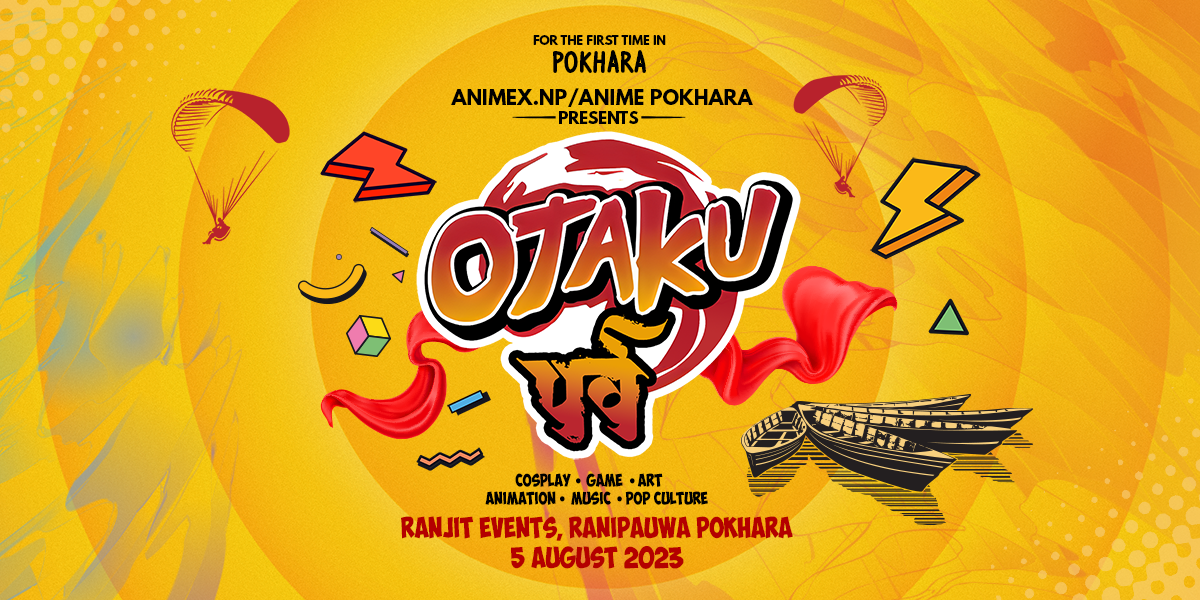 FOR THE FIRST TIME IN
POKHARA
ANIMEX.NP/ANIME POKHARA
PRESENTS
OTAKU
पर्व
COSPLAY • GAME • ART
ANIMATION • MUSIC • POP CULTURE
RANJIT EVENTS, RANIPAUWA POKHARA
5 AUGUST 2023